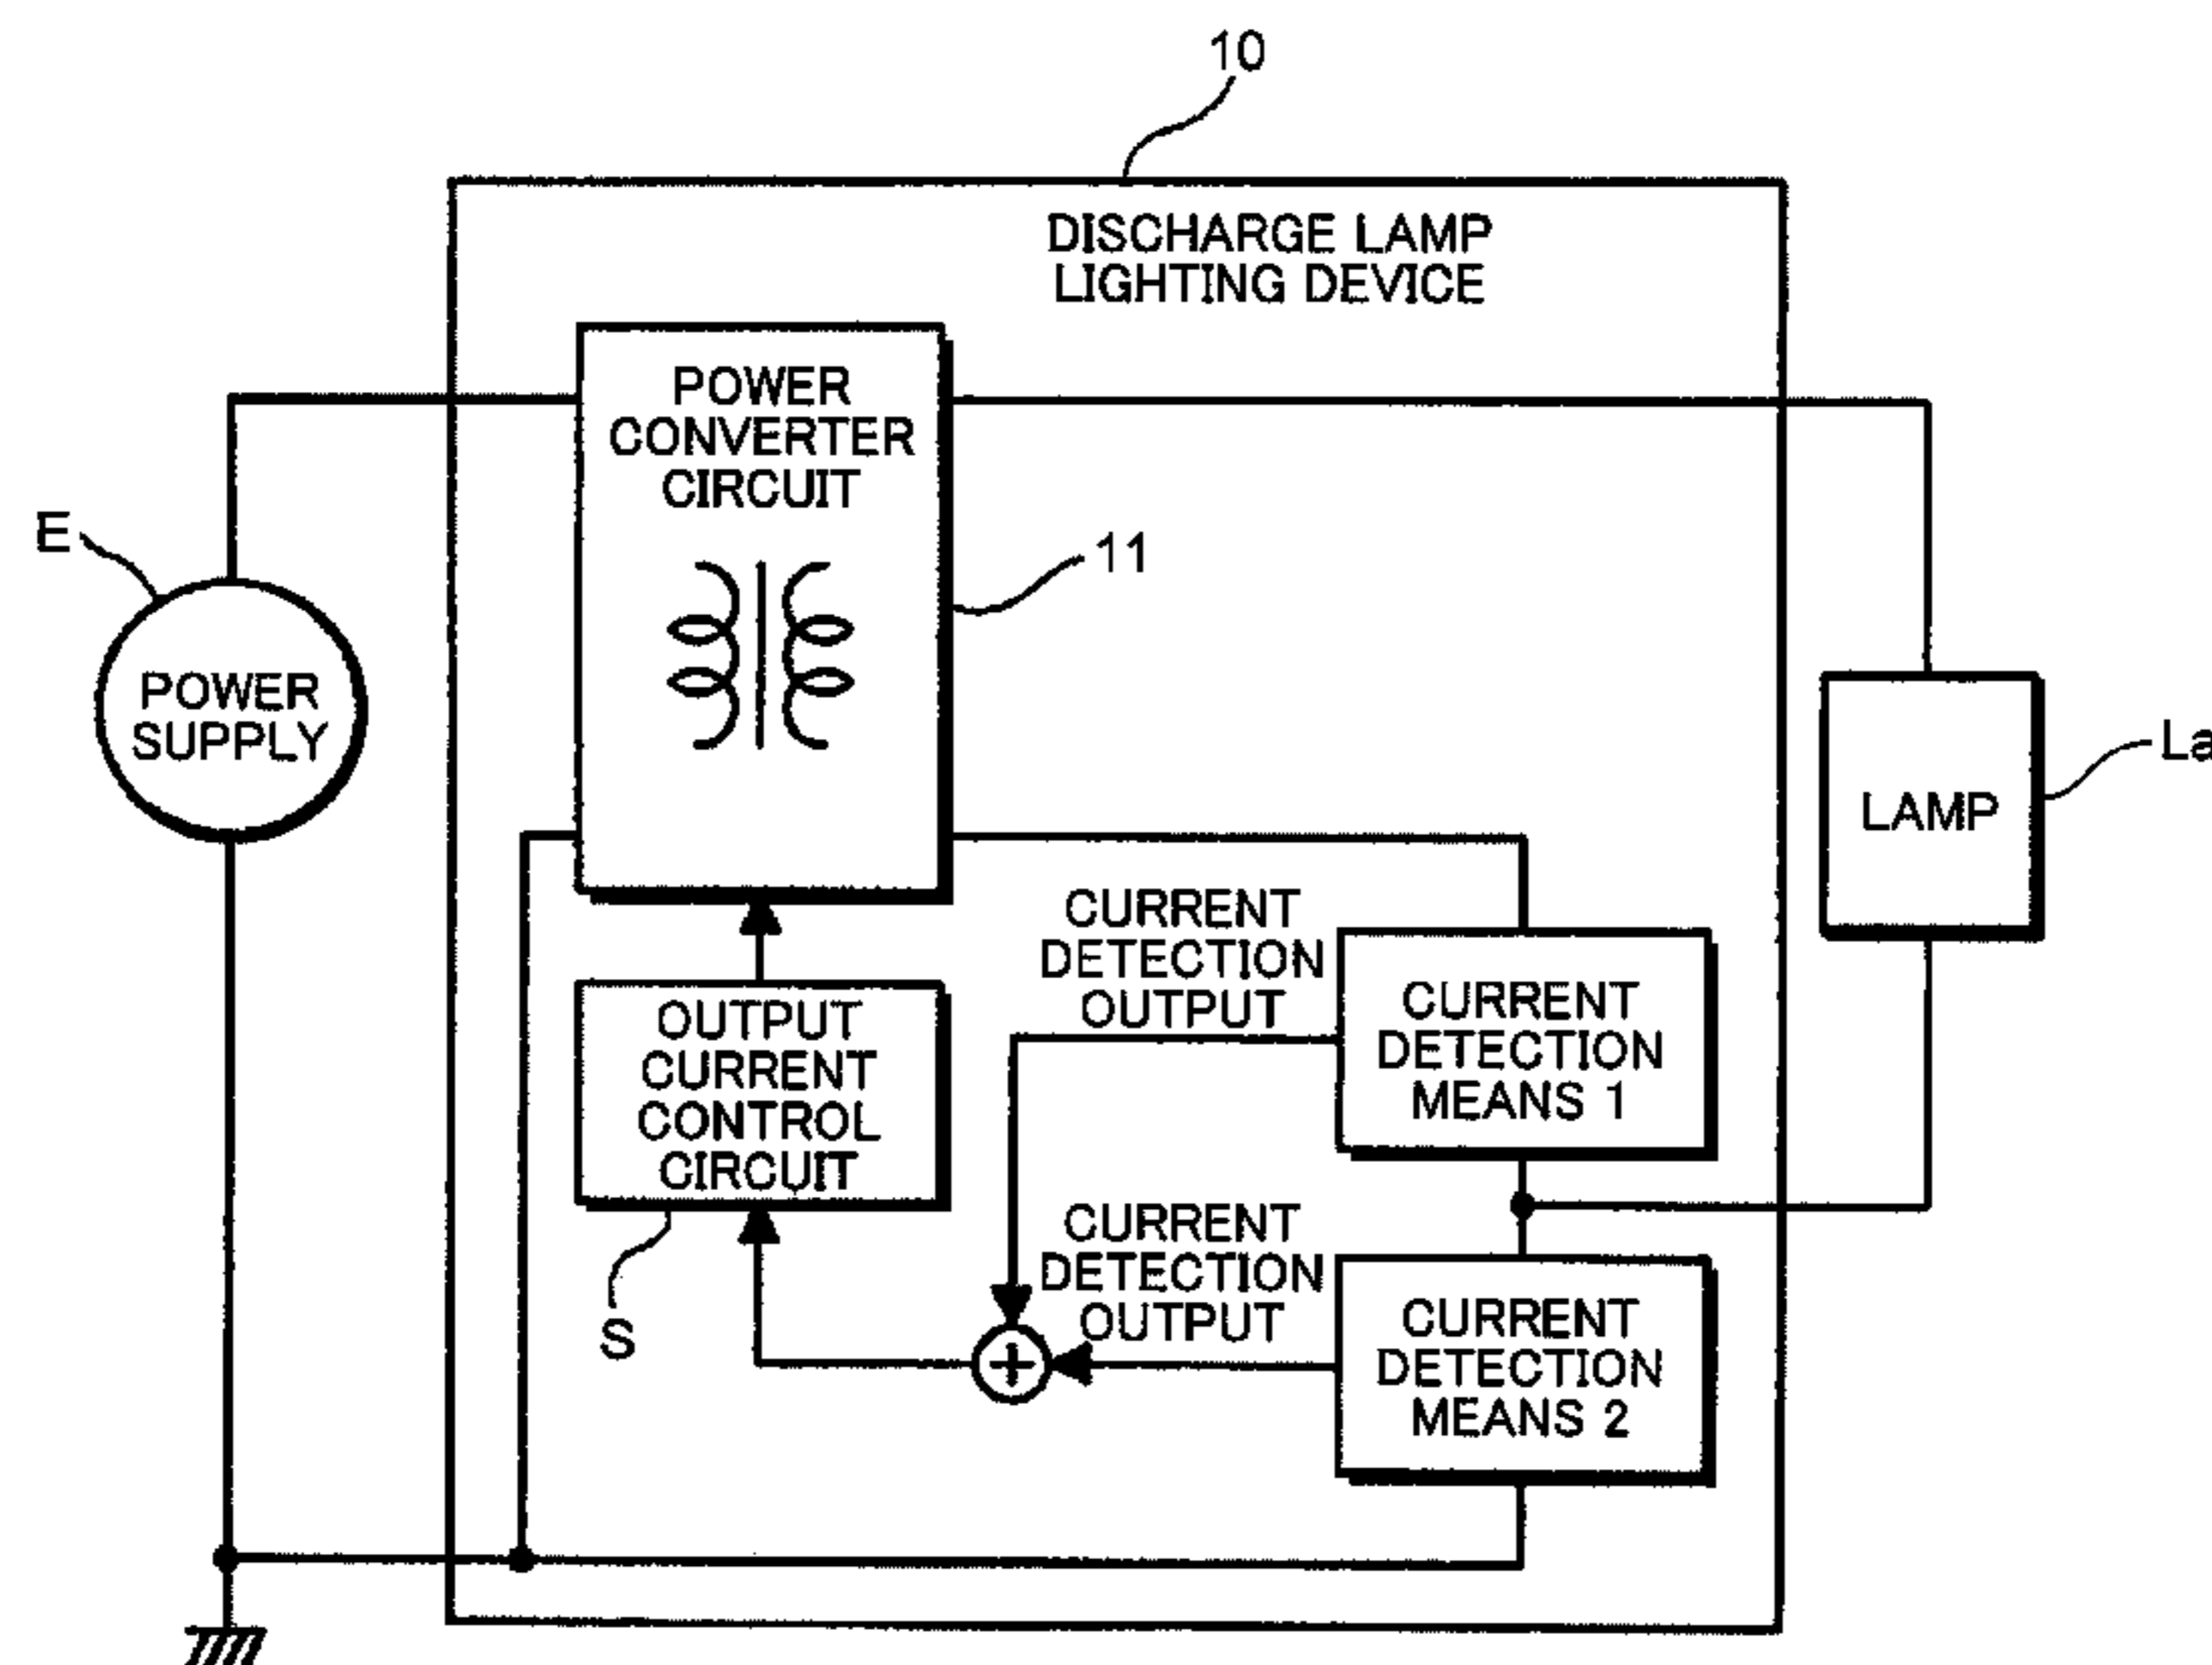 10
DISCHARGE LAMP
LIGHTING DEVICE
POWER
CONVERTER
CIRCUIT
E
11
POWER
SUPPLY
La
LAMP
CURRENT
DETECTION
OUTPUT
CURRENT
DETECTION
MEANS 1
OUTPUT
CURRENT
CONTROL
CIRCUIT
S
CURRENT
DETECTION
OUTPUT
+
CURRENT
DETECTION
MEANS 2